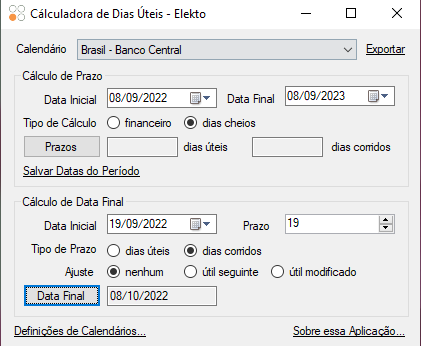 Cálculadora de Dias Úteis - Elekto
Calendário Brasil - Banco Central Exportar
Cálculo de Prazo
Data Inicial 08/09/2022 Data Final 08/09/2023
Tipo de Cálculo financeiro dias cheios
Prazos dias úteis dias corridos
Salvar Datas do Período
Cálculo de Data Final
Data Inicial 19/09/2022 Prazo 19
Tipo de Prazo dias úteis dias corridos
Ajuste nenhum útil seguinte útil modificado
Data Final 08/10/2022
Definições de Calendários... Sobre essa Aplicação...